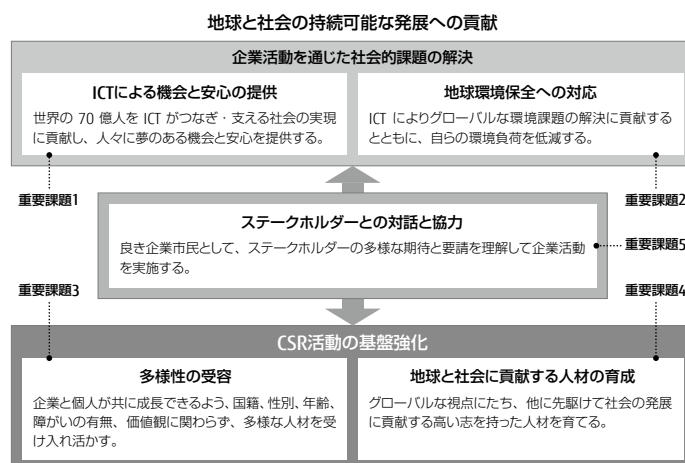 地球と社会の持続可能な発展への貢献
企業活動を通じた社会的課題の解決
ICTによる機会と安心の提供
世界の 70 億人を ICT がつなぎ・支える社会の実現
に貢献し、人々に夢のある機会と安心を提供する。
地球環境保全への対応
ICT によりグローバルな環境課題の解決に貢献する
とともに、自らの環境負荷を低減する。
重要課題1
重要課題2
ステークホルダーとの対話と協力
良き企業市民として、ステークホルダーの多様な期待と要請を理解して企業活動
を実施する。
重要課題5
重要課題3
重要課題4
CSR活動の基盤強化
多様性の受容
企業と個人が共に成長できるよう、国籍、性別、年齢、
障がいの有無、価値観に関わらず、多様な人材を受
け入れ活かす。
地球と社会に貢献する人材の育成
グローバルな視点にたち、他に先駆けて社会の発展
に貢献する高い志を持った人材を育てる。